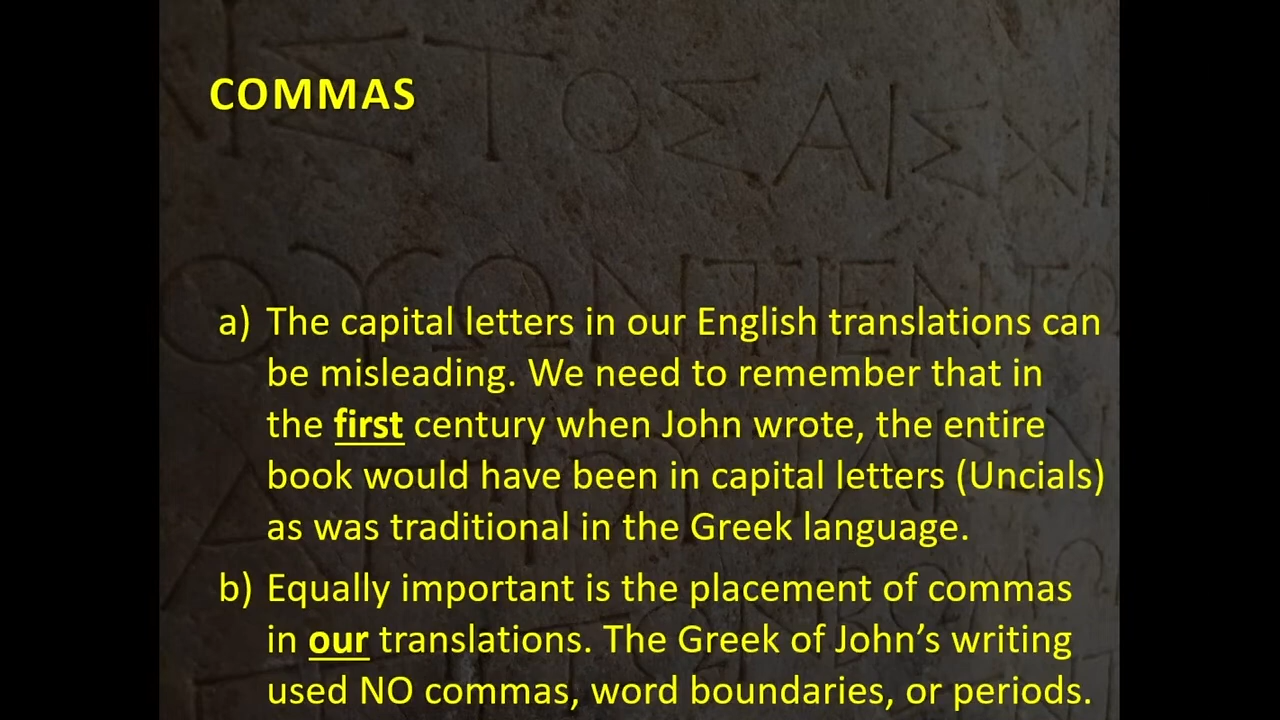 COMMAS
a) The capital letters in our English translations can
be misleading. We need to remember that in
the first century when John wrote, the entire
book would have been in capital letters (Uncials)
as was traditional in the Greek language.
b) Equally important is the placement of commas
in our translations. The Greek of John’s writing
used NO commas, word boundaries, or periods.